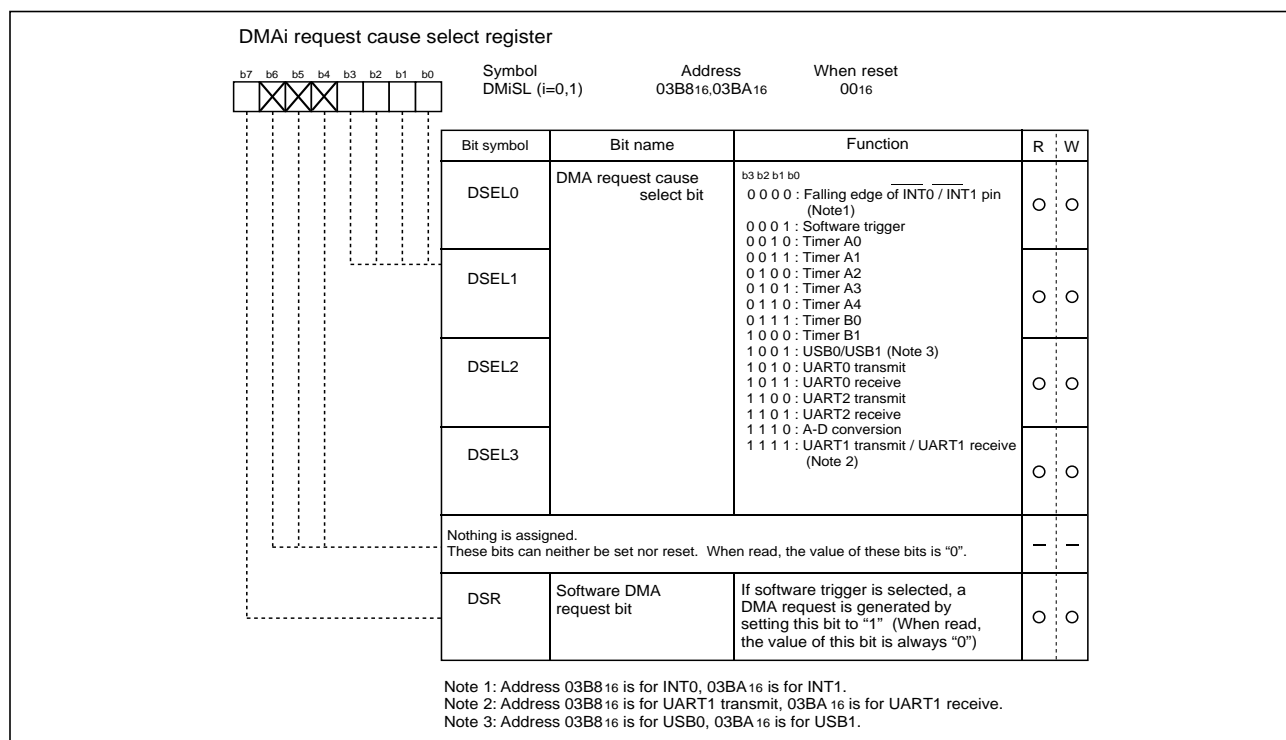 DMAi request cause select register
b7 b6 b5 b4 b3 b2 b1 b0
Symbol Address When reset
DMiSL (i=0,1) 03B816,03BA16 0016
Bit symbol Bit name Function R W
DSEL0 DMA request cause
select bit
b3 b2 b1 b0
0 0 0 0 : Falling edge of INT0 / INT1 pin
(Note1)
0 0 0 1 : Software trigger
0 0 1 0 : Timer A0
0 0 1 1 : Timer A1
DSEL1
0 1 0 0 : Timer A2
0 1 0 1 : Timer A3
0 1 1 0 : Timer A4
0 1 1 1 : Timer B0
1 0 0 0 : Timer B1
1 0 0 1 : USB0/USB1 (Note 3)
DSEL2
1 0 1 0 : UART0 transmit
1 0 1 1 : UART0 receive
1 1 0 0 : UART2 transmit
1 1 0 1 : UART2 receive
1 1 1 0 : A-D conversion
DSEL3
1 1 1 1 : UART1 transmit / UART1 receive
(Note 2)
Nothing is assigned.
These bits can neither be set nor reset. When read, the value of these bits is “0”.
DSR
Software DMA
request bit
If software trigger is selected, a
DMA request is generated by
setting this bit to “1” (When read,
the value of this bit is always “0”)
Note 1: Address 03B816 is for INT0, 03BA16 is for INT1.
Note 2: Address 03B816 is for UART1 transmit, 03BA16 is for UART1 receive.
Note 3: Address 03B816 is for USB0, 03BA16 is for USB1.